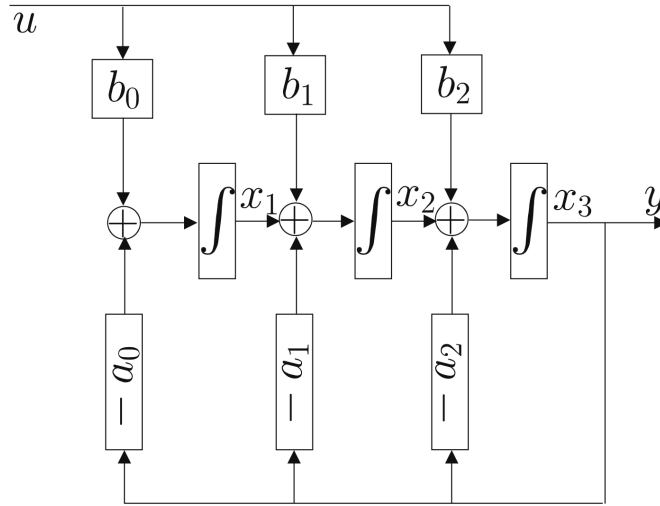 u
b₀ b₁ b₂
∫ x₁ ∫ x₂ ∫ x₃ y
+ + +
− a₀ − a₁ − a₂